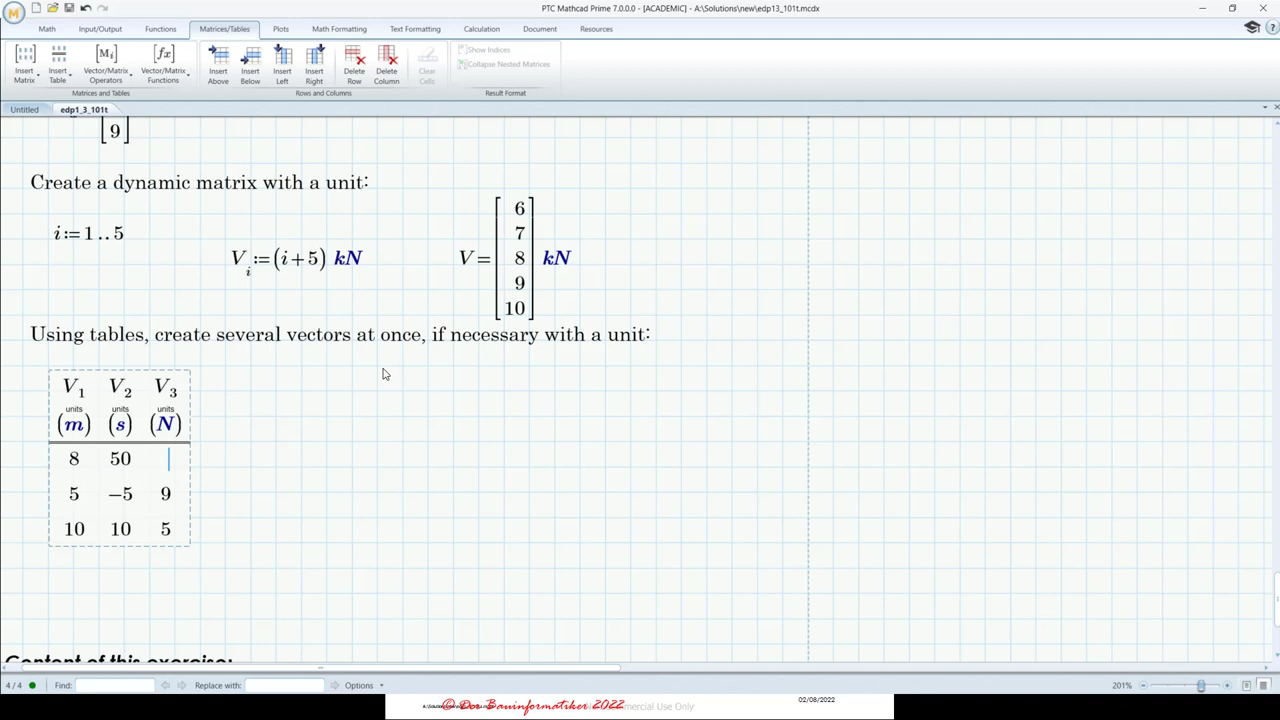 PTC Mathcad Prime 7.0.0.0 - [ACADEMIC] - A:\Solutions\new\edp13_101t.mcdx
Math Input/Output Functions Matrices/Tables Plots Math Formatting Text Formatting Calculation Document Resources
Insert Matrix Insert Table Vector/Matrix Operators Vector/Matrix Functions Insert Above Insert Below Insert Left Insert Right Delete Row Delete Column Clear Cells Show Indices
Collapse Nested Matrices
Matrices and Tables Rows and Columns Result Format
Untitled edp1_3_101t
9
Create a dynamic matrix with a unit:
i:=1..5
V i :=(i+5) kN
V= [6 7 8 9 10] kN
Using tables, create several vectors at once, if necessary with a unit:
V1 V2 V3
units units units
(m) (s) (N)
8 50
5 −5 9
10 10 5
Content of this exercise:
4/4 Find: Replace with: Options 201%
© Der Bauinformatiker 2022
02/08/2022